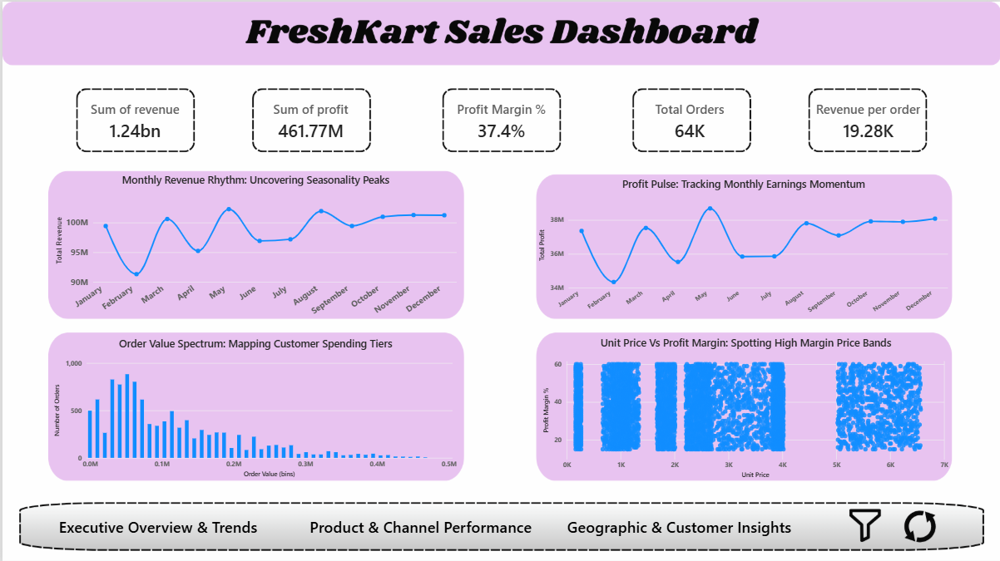 FreshKart Sales Dashboard
Sum of revenue
1.24bn
Sum of profit
461.77M
Profit Margin %
37.4%
Total Orders
64K
Revenue per order
19.28K
Monthly Revenue Rhythm: Uncovering Seasonality Peaks
Total Revenue
100M
95M
90M
January
February
March
April
May
June
July
August
September
October
November
December
Profit Pulse: Tracking Monthly Earnings Momentum
Total Profit
38M
36M
34M
January
February
March
April
May
June
July
August
September
October
November
December
Order Value Spectrum: Mapping Customer Spending Tiers
Number of Orders
1,000
500
0
0.0M
0.1M
0.2M
0.3M
0.4M
0.5M
Order Value (bins)
Unit Price Vs Profit Margin: Spotting High Margin Price Bands
Profit Margin %
60
40
20
0K
1K
2K
3K
4K
5K
6K
7K
Unit Price
Executive Overview & Trends
Product & Channel Performance
Geographic & Customer Insights